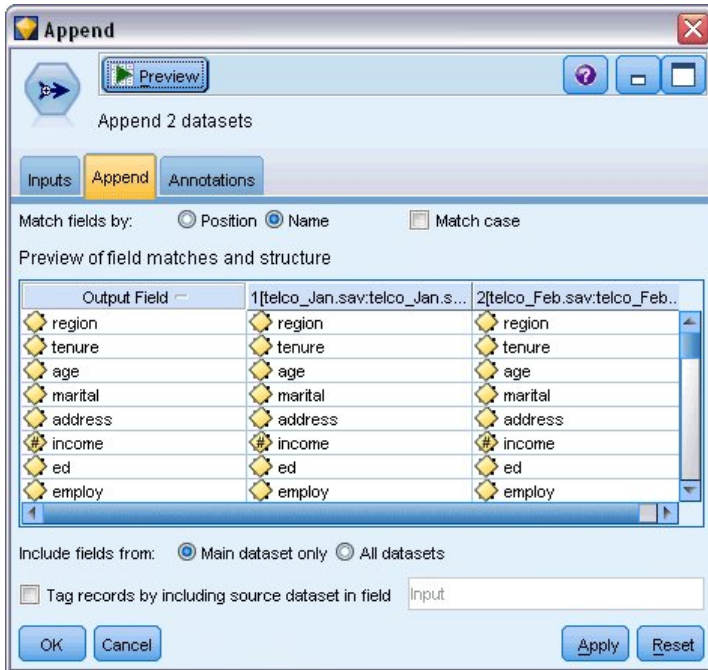 Append
Preview
Append 2 datasets
Inputs Append Annotations
Match fields by: Position Name Match case
Preview of field matches and structure
Output Field 1[telco_Jan.sav:telco_Jan.s... 2[telco_Feb.sav:telco_Feb..
region region region
tenure tenure tenure
age age age
marital marital marital
address address address
income income income
ed ed ed
employ employ employ
Include fields from: Main dataset only All datasets
Tag records by including source dataset in field Input
OK Cancel Apply Reset